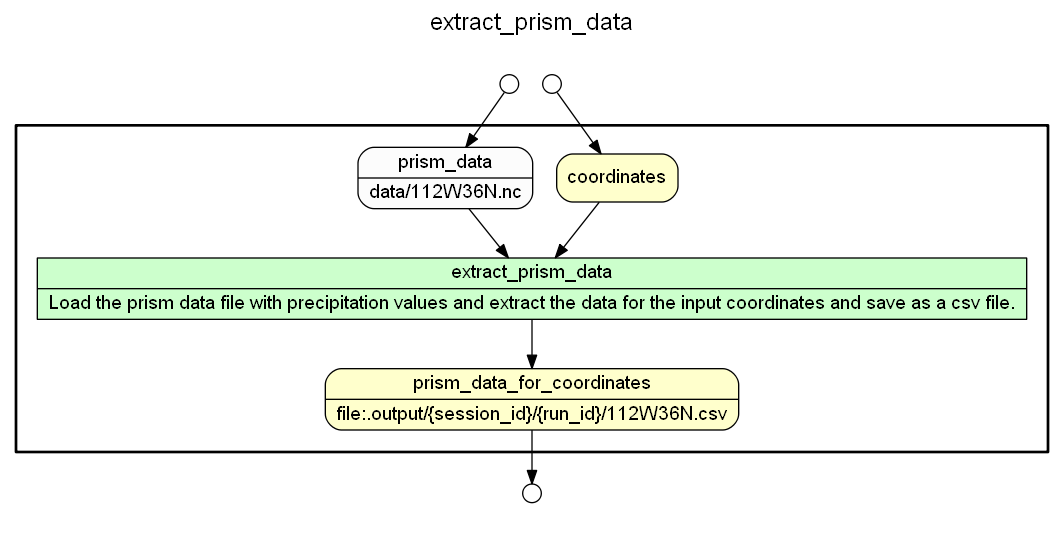 extract_prism_data
prism_data
data/112W36N.nc
coordinates
extract_prism_data
Load the prism data file with precipitation values and extract the data for the input coordinates and save as a csv file.
prism_data_for_coordinates
file:.output/{session_id}/{run_id}/112W36N.csv